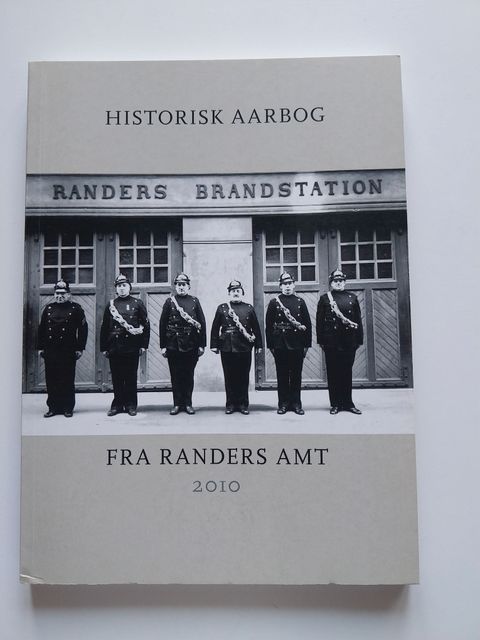 HISTORISK AARBOG
RANDERS BRANDSTATION
FRA RANDERS AMT
2010